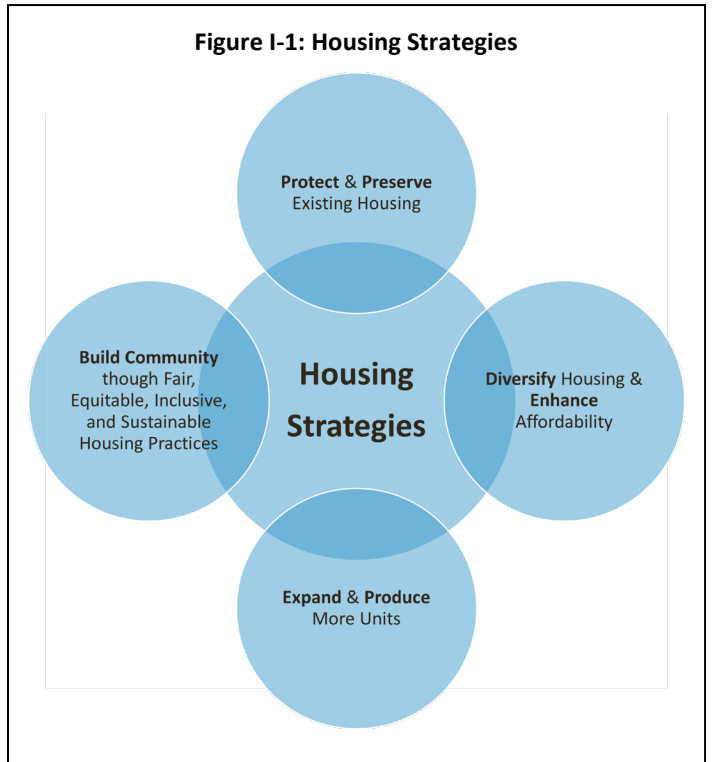 Figure I-1: Housing Strategies
Protect & Preserve
Existing Housing
Build Community
though Fair,
Equitable, Inclusive,
and Sustainable
Housing Practices
Housing
Strategies
Diversify Housing &
Enhance
Affordability
Expand & Produce
More Units